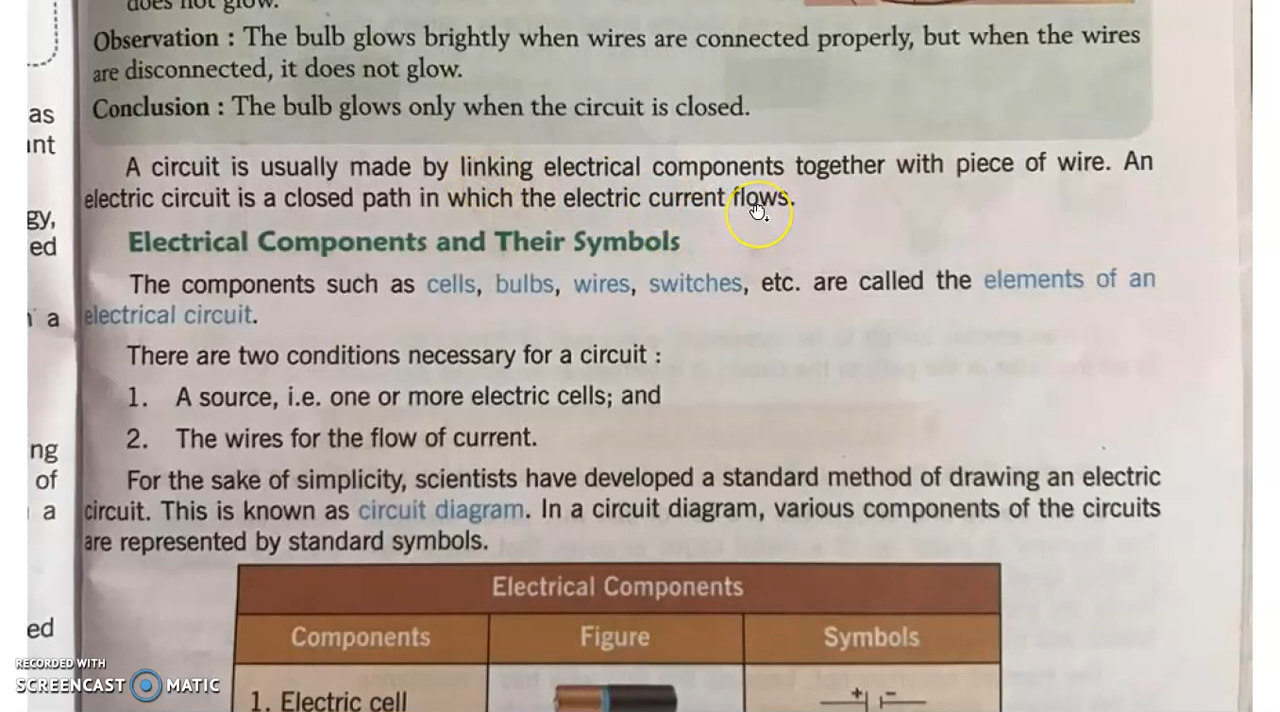 does not glow.
Observation : The bulb glows brightly when wires are connected properly, but when the wires
are disconnected, it does not glow.
Conclusion : The bulb glows only when the circuit is closed.
as
gy,
ed
a
ng
of
a
ed
A circuit is usually made by linking electrical components together with piece of wire. An
electric circuit is a closed path in which the electric current flows.
Electrical Components and Their Symbols
The components such as cells, bulbs, wires, switches, etc. are called the elements of an
electrical circuit.
There are two conditions necessary for a circuit :
1. A source, i.e. one or more electric cells; and
2. The wires for the flow of current.
For the sake of simplicity, scientists have developed a standard method of drawing an electric
circuit. This is known as circuit diagram. In a circuit diagram, various components of the circuits
are represented by standard symbols.
Electrical Components
Components Figure Symbols
1. Electric cell + −
RECORDED WITH
SCREENCAST MATIC